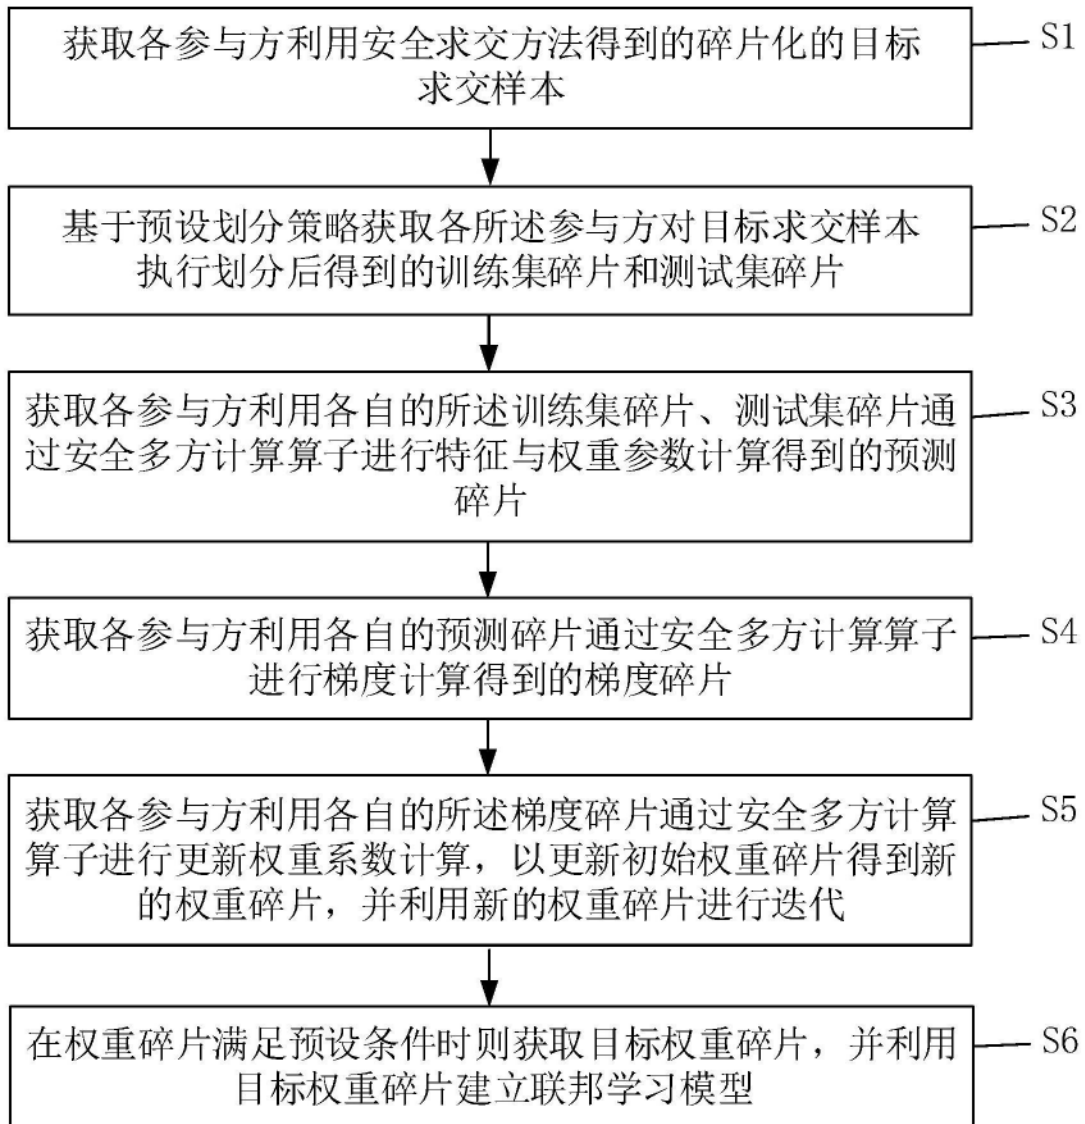 获取各参与方利用安全求交方法得到的碎片化的目标
求交样本
S1
基于预设划分策略获取各所述参与方对目标求交样本
执行划分后得到的训练集碎片和测试集碎片
S2
获取各参与方利用各自的所述训练集碎片、测试集碎片通
过安全多方计算算子进行特征与权重参数计算得到的预测
碎片
S3
获取各参与方利用各自的预测碎片通过安全多方计算算子
进行梯度计算得到的梯度碎片
S4
获取各参与方利用各自的所述梯度碎片通过安全多方计算
算子进行更新权重系数计算，以更新初始权重碎片得到新
的权重碎片，并利用新的权重碎片进行迭代
S5
在权重碎片满足预设条件时则获取目标权重碎片，并利用
目标权重碎片建立联邦学习模型
S6